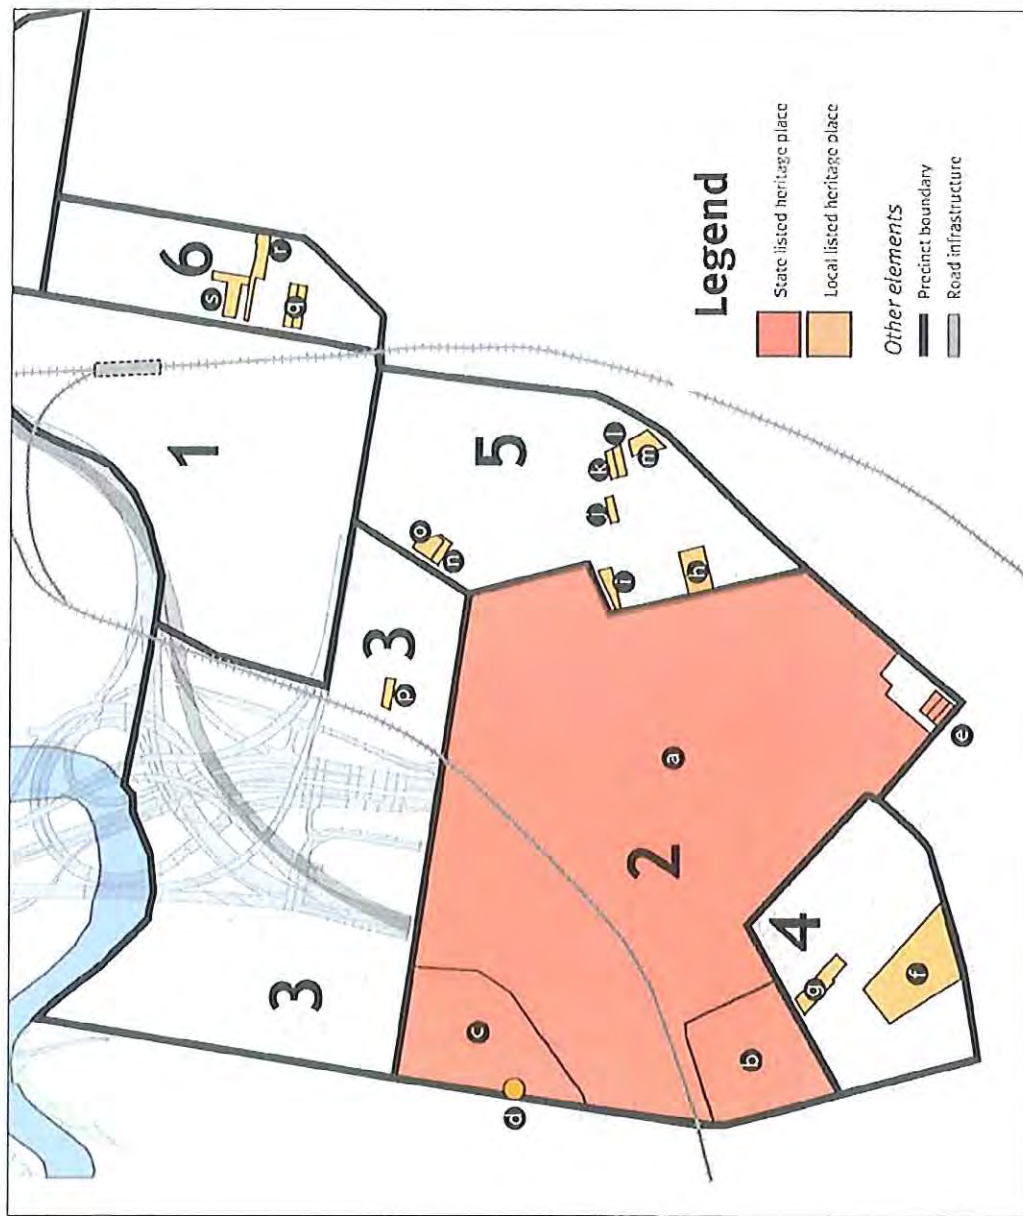 6
1
s
r
q
3
3
p
o
n
c
5
d
j
k
l
i
m
2
a
h
b
4
g
f
e
Legend
State listed heritage place
Local listed heritage place
Other elements
Precinct boundary
Road infrastructure